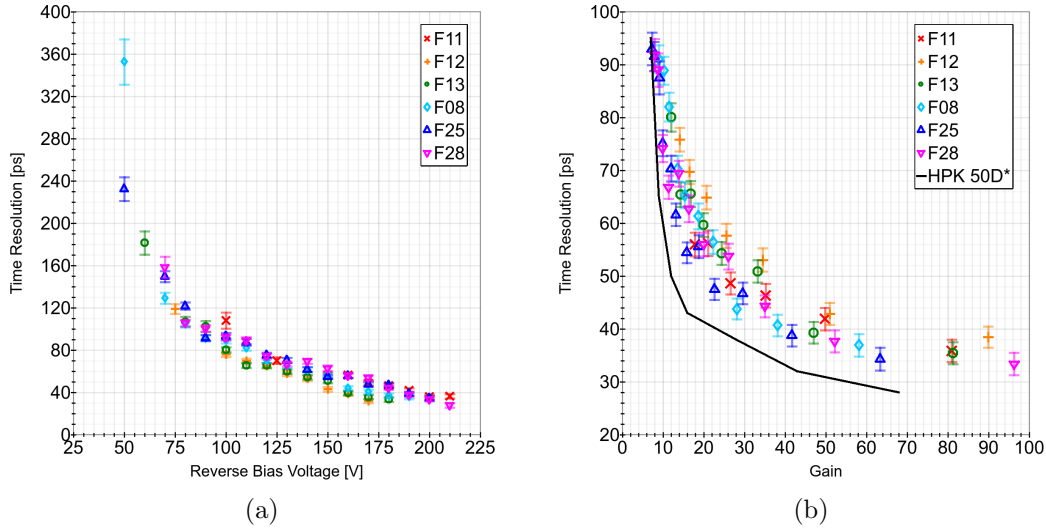 400
360
320
280
240
200
160
120
80
40
0
Time Resolution [ps]
25 50 75 100 125 150 175 200 225
Reverse Bias Voltage [V]
F11
F12
F13
F08
F25
F28
(a)
100
90
80
70
60
50
40
30
20
Time Resolution [ps]
0 10 20 30 40 50 60 70 80 90 100
Gain
F11
F12
F13
F08
F25
F28
HPK 50D*
(b)